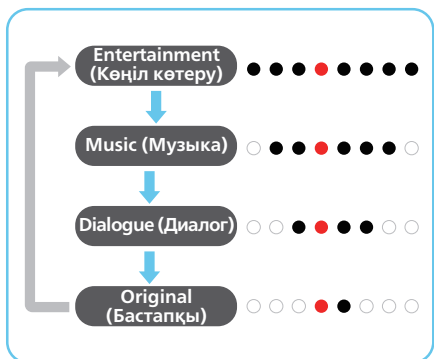 Entertainment
(Көңіл көтеру)
Music (Музыка)
Dialogue (Диалог)
Original
(Бастапқы)